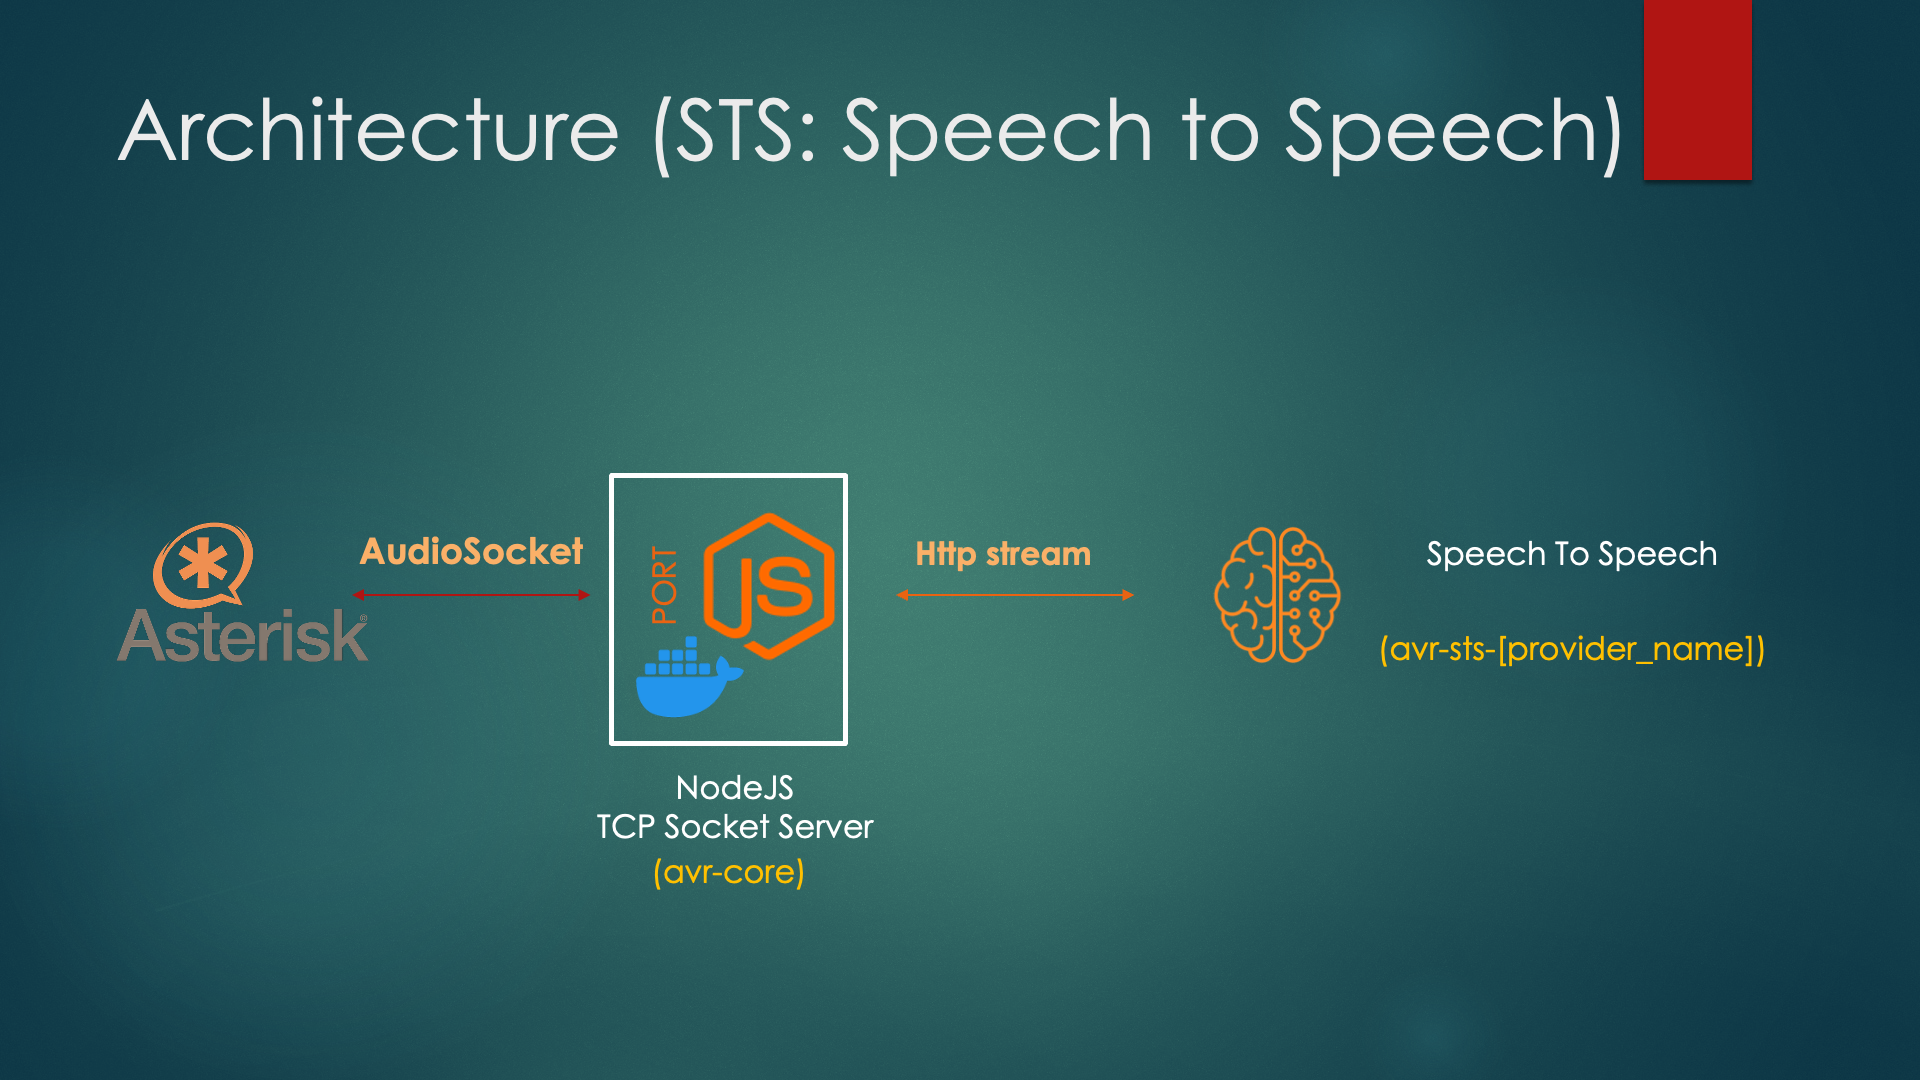 Architecture (STS: Speech to Speech)
AudioSocket
Asterisk®
PORT
JS
Http stream
Speech To Speech
(avr-sts-[provider_name])
NodeJS
TCP Socket Server
(avr-core)